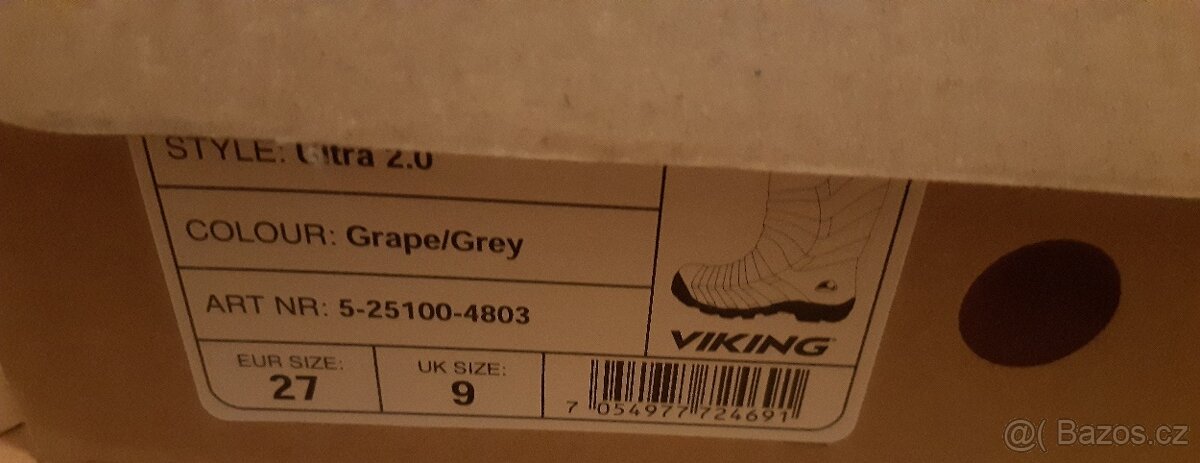 STYLE: Ultra 2.0
COLOUR: Grape/Grey
ART NR: 5-25100-4803
VIKING
EUR SIZE:
27
UK SIZE:
9
7 054977 724691
@( Bazos.cz